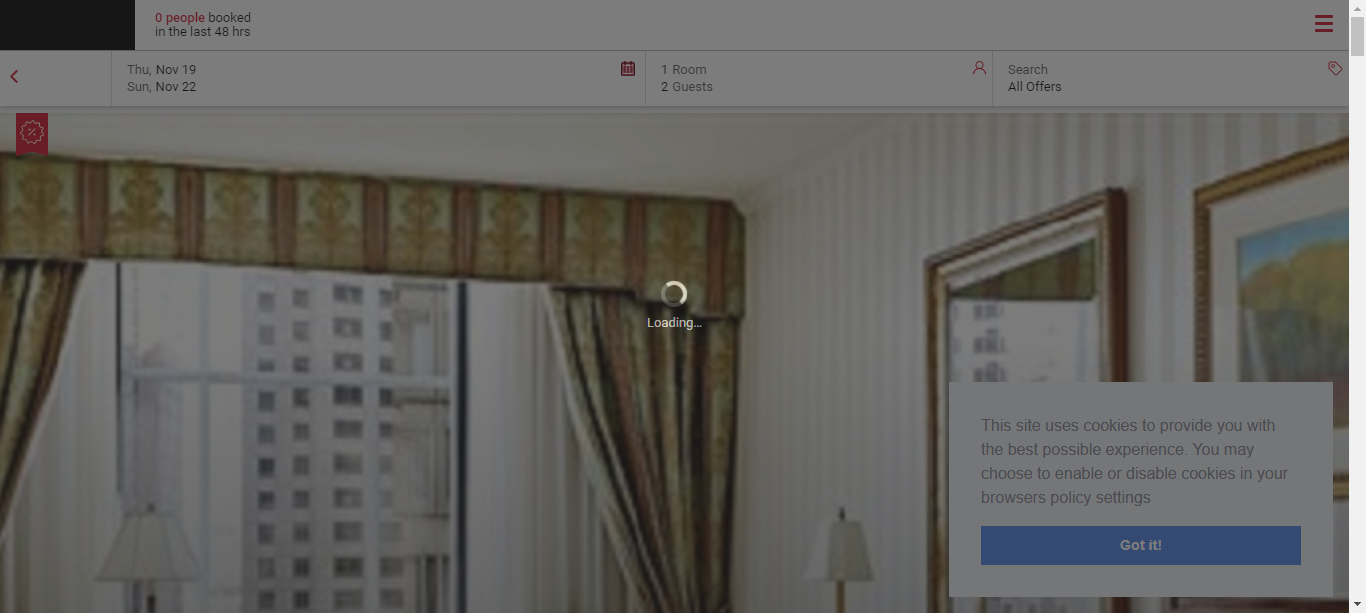 0 people booked
in the last 48 hrs
Thu, Nov 19
Sun, Nov 22
1 Room
2 Guests
Search
All Offers
Loading...
This site uses cookies to provide you with
the best possible experience. You may
choose to enable or disable cookies in your
browsers policy settings
Got it!